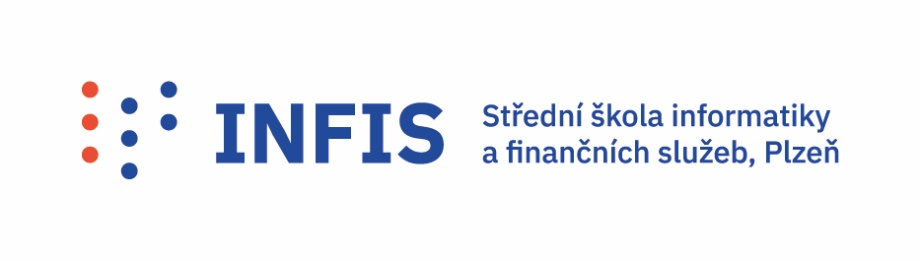 INFIS
Střední škola informatiky
a finančních služeb, Plzeň